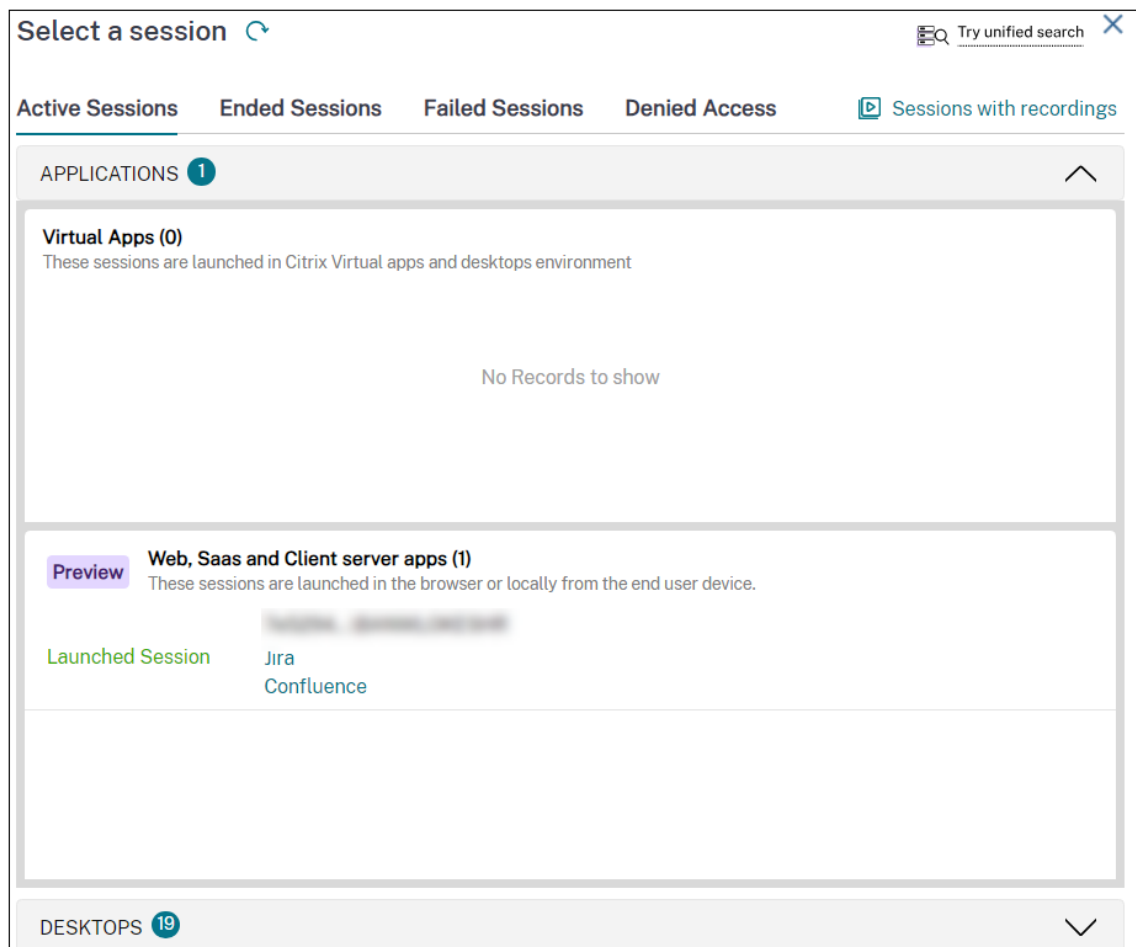 Select a session
Try unified search
Active Sessions
Ended Sessions
Failed Sessions
Denied Access
Sessions with recordings
APPLICATIONS 1
Virtual Apps (0)
These sessions are launched in Citrix Virtual apps and desktops environment
No Records to show
Preview
Web, Saas and Client server apps (1)
These sessions are launched in the browser or locally from the end user device.
Launched Session
Jira
Confluence
DESKTOPS 19